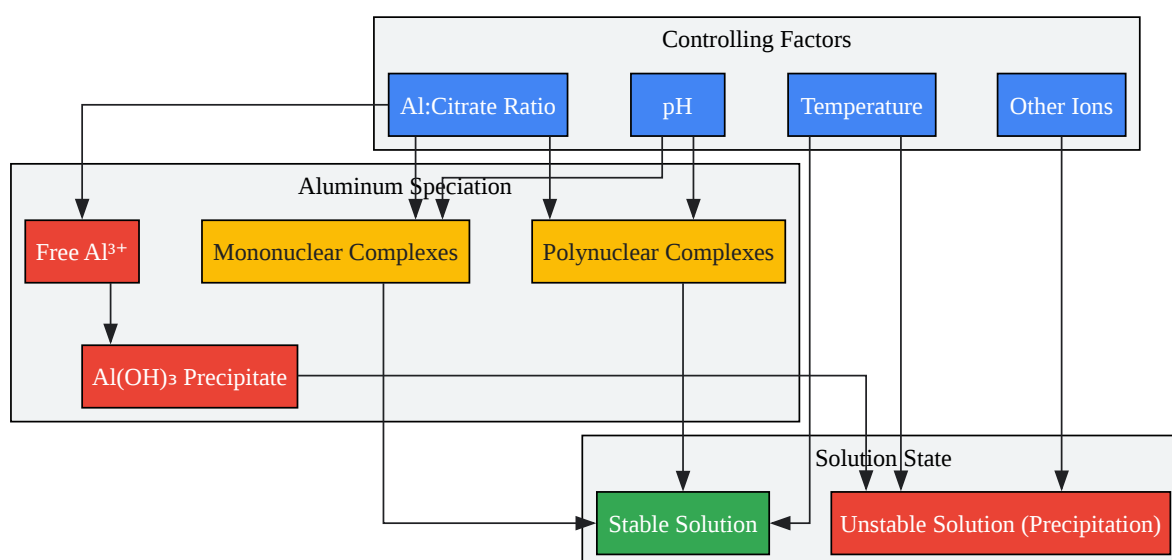 Controlling Factors
Al:Citrate Ratio
pH
Temperature
Other Ions
Aluminum Speciation
Free Al³⁺
Mononuclear Complexes
Polynuclear Complexes
Al(OH)₃ Precipitate
Solution State
Stable Solution
Unstable Solution (Precipitation)